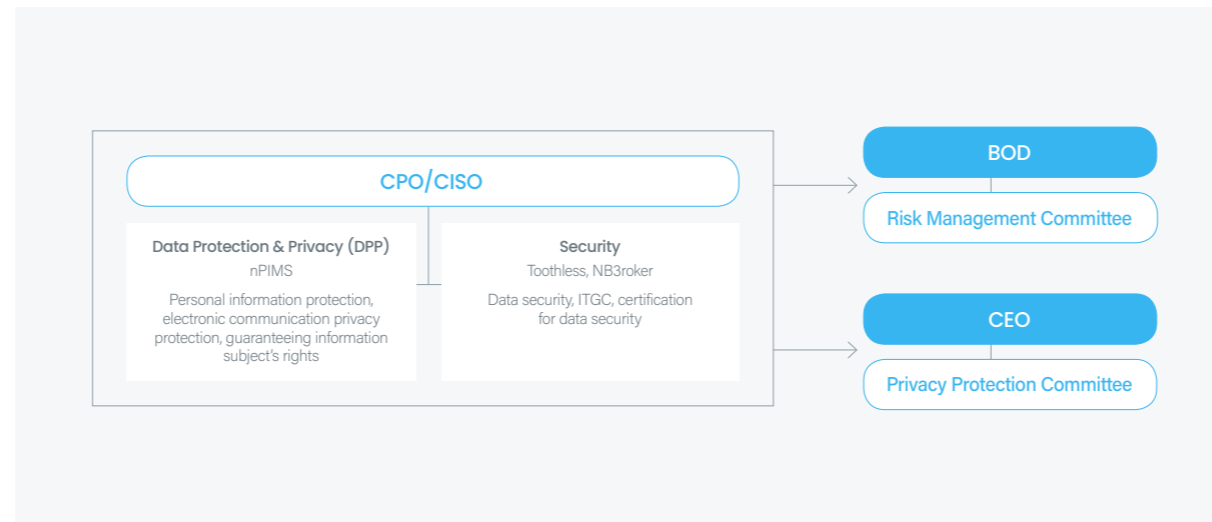 CPO/CISO
Data Protection & Privacy (DPP)
nPIMS
Personal information protection,
electronic communication privacy
protection, guaranteeing information
subject's rights
Security
Toothless, NB3roker
Data security, ITGC, certification
for data security
BOD
Risk Management Committee
CEO
Privacy Protection Committee